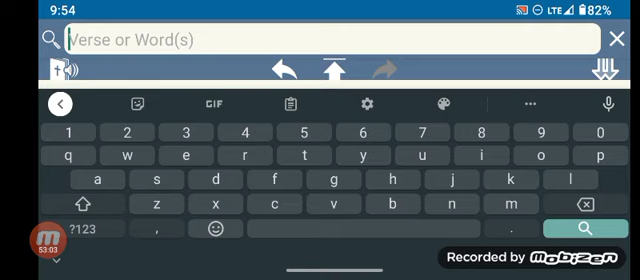 9:54 LTE 82%
Verse or Word(s)
GIF
1 2 3 4 5 6 7 8 9 0
q w e r t y u i o p
a s d f g h j k l
z x c v b n m
?123 , .
53:03
Recorded by mobizen